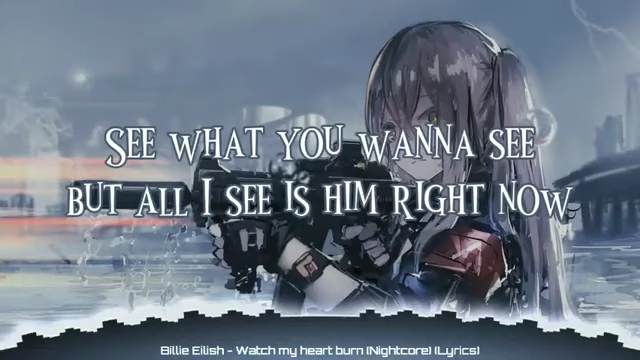 See what you wanna see
but all I see is him right now
Billie Eilish - Watch my heart burn (Nightcore) (Lyrics)